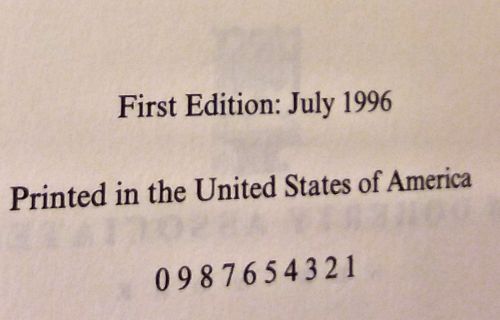 First Edition: July 1996
Printed in the United States of America
0 9 8 7 6 5 4 3 2 1